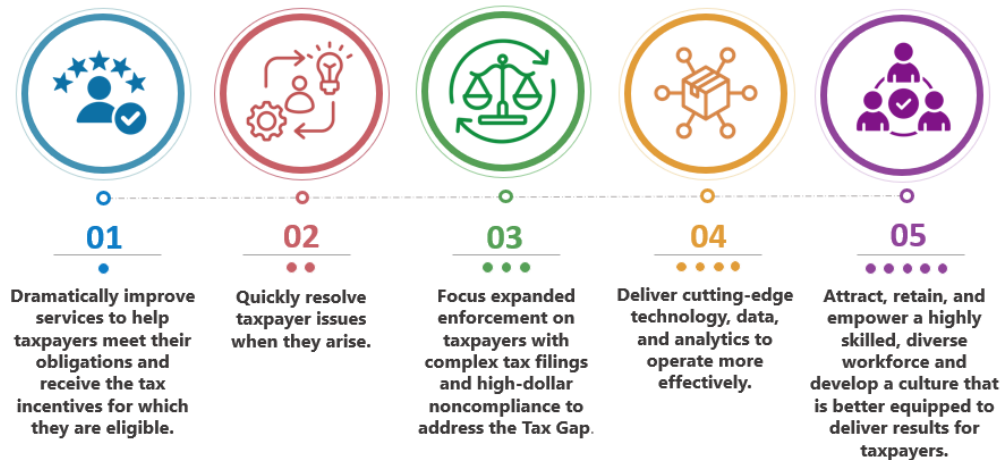 01
Dramatically improve
services to help
taxpayers meet their
obligations and
receive the tax
incentives for which
they are eligible.
02
Quickly resolve
taxpayer issues
when they arise.
03
Focus expanded
enforcement on
taxpayers with
complex tax filings
and high-dollar
noncompliance to
address the Tax Gap.
04
Deliver cutting-edge
technology, data,
and analytics to
operate more
effectively.
05
Attract, retain, and
empower a highly
skilled, diverse
workforce and
develop a culture that
is better equipped to
deliver results for
taxpayers.